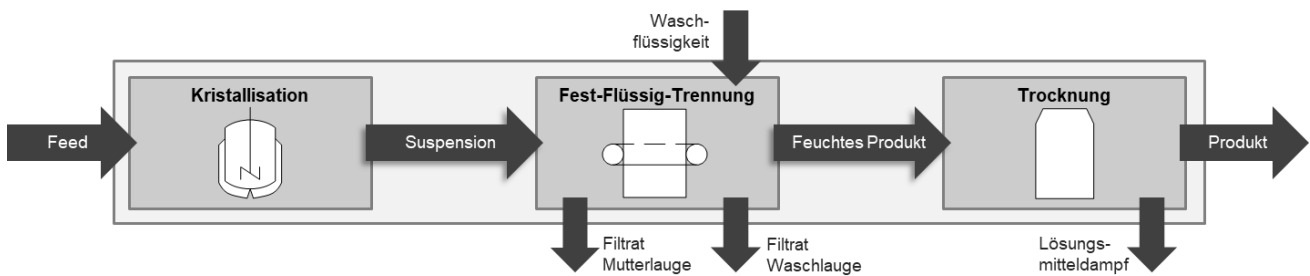 Wasch-
flüssigkeit
Kristallisation
Fest-Flüssig-Trennung
Trocknung
Feed
Suspension
Feuchtes Produkt
Produkt
Filtrat
Mutterlauge
Filtrat
Waschlauge
Lösungs-
mitteldampf